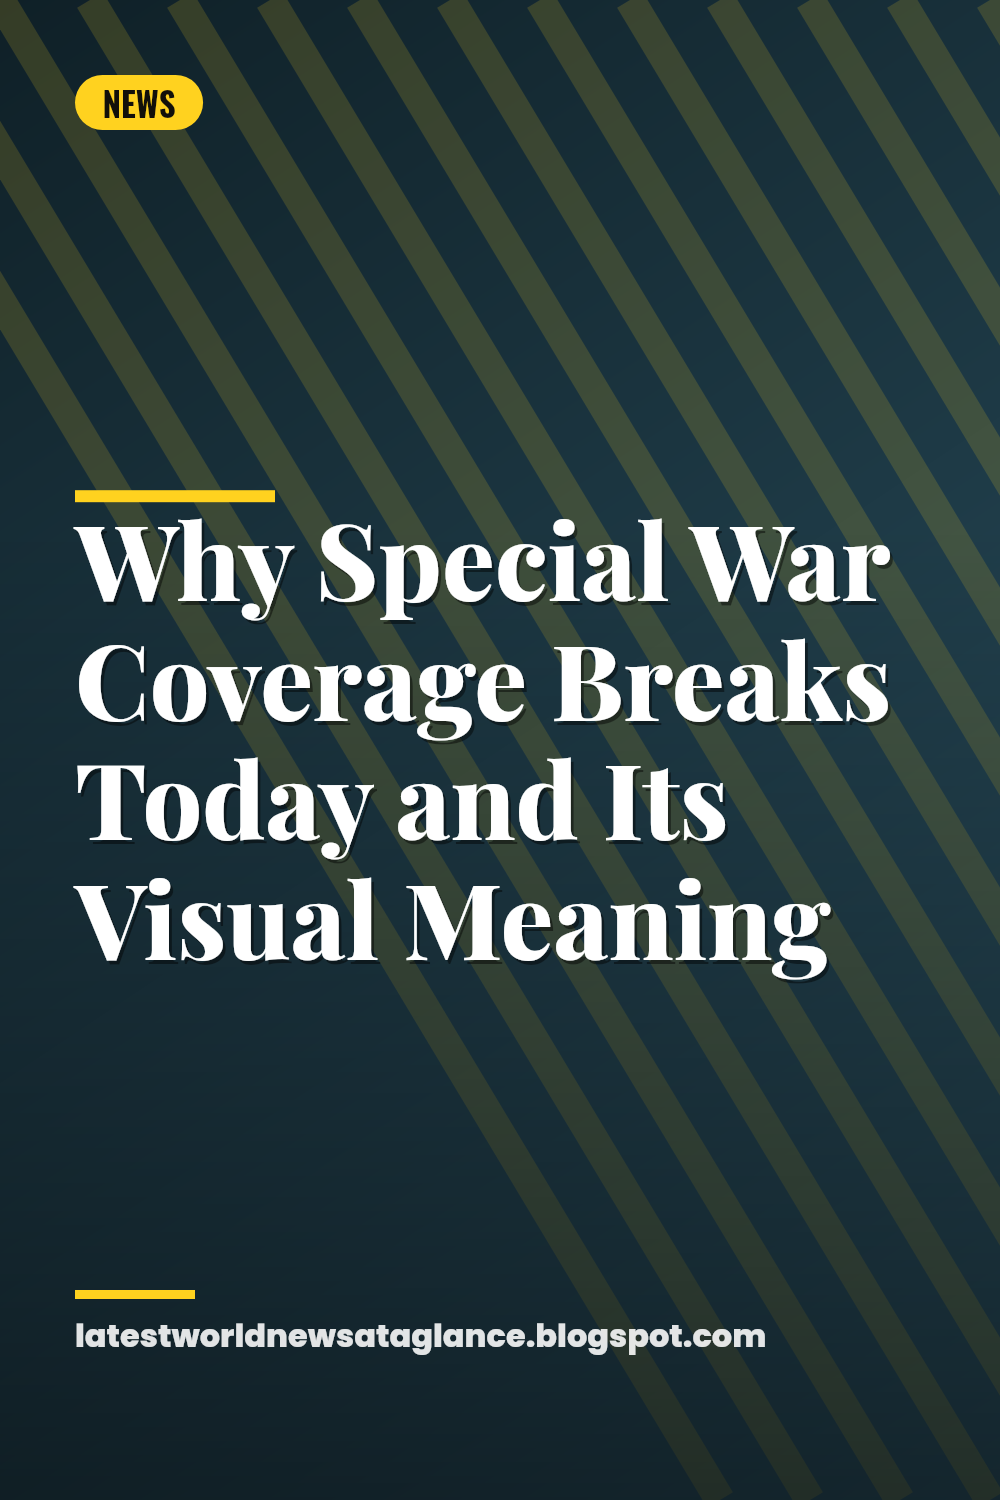 NEWS
Why Special War
Coverage Breaks
Today and Its
Visual Meaning
latestworldnewsataglance.blogspot.com